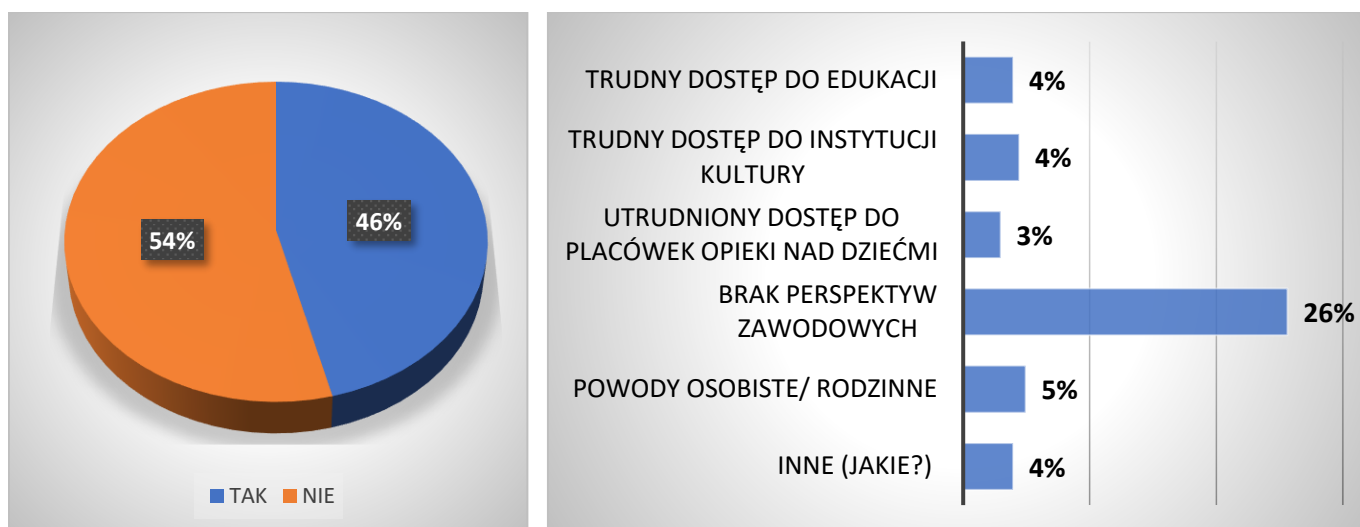 54%
46%
TAK NIE
TRUDNY DOSTĘP DO EDUKACJI 4%
TRUDNY DOSTĘP DO INSTYTUCJI
KULTURY 4%
UTRUDNIONY DOSTĘP DO
PLACÓWEK OPIEKI NAD DZIEĆMI 3%
BRAK PERSPEKTYW
ZAWODOWYCH 26%
POWODY OSOBISTE/ RODZINNE 5%
INNE (JAKIE?) 4%